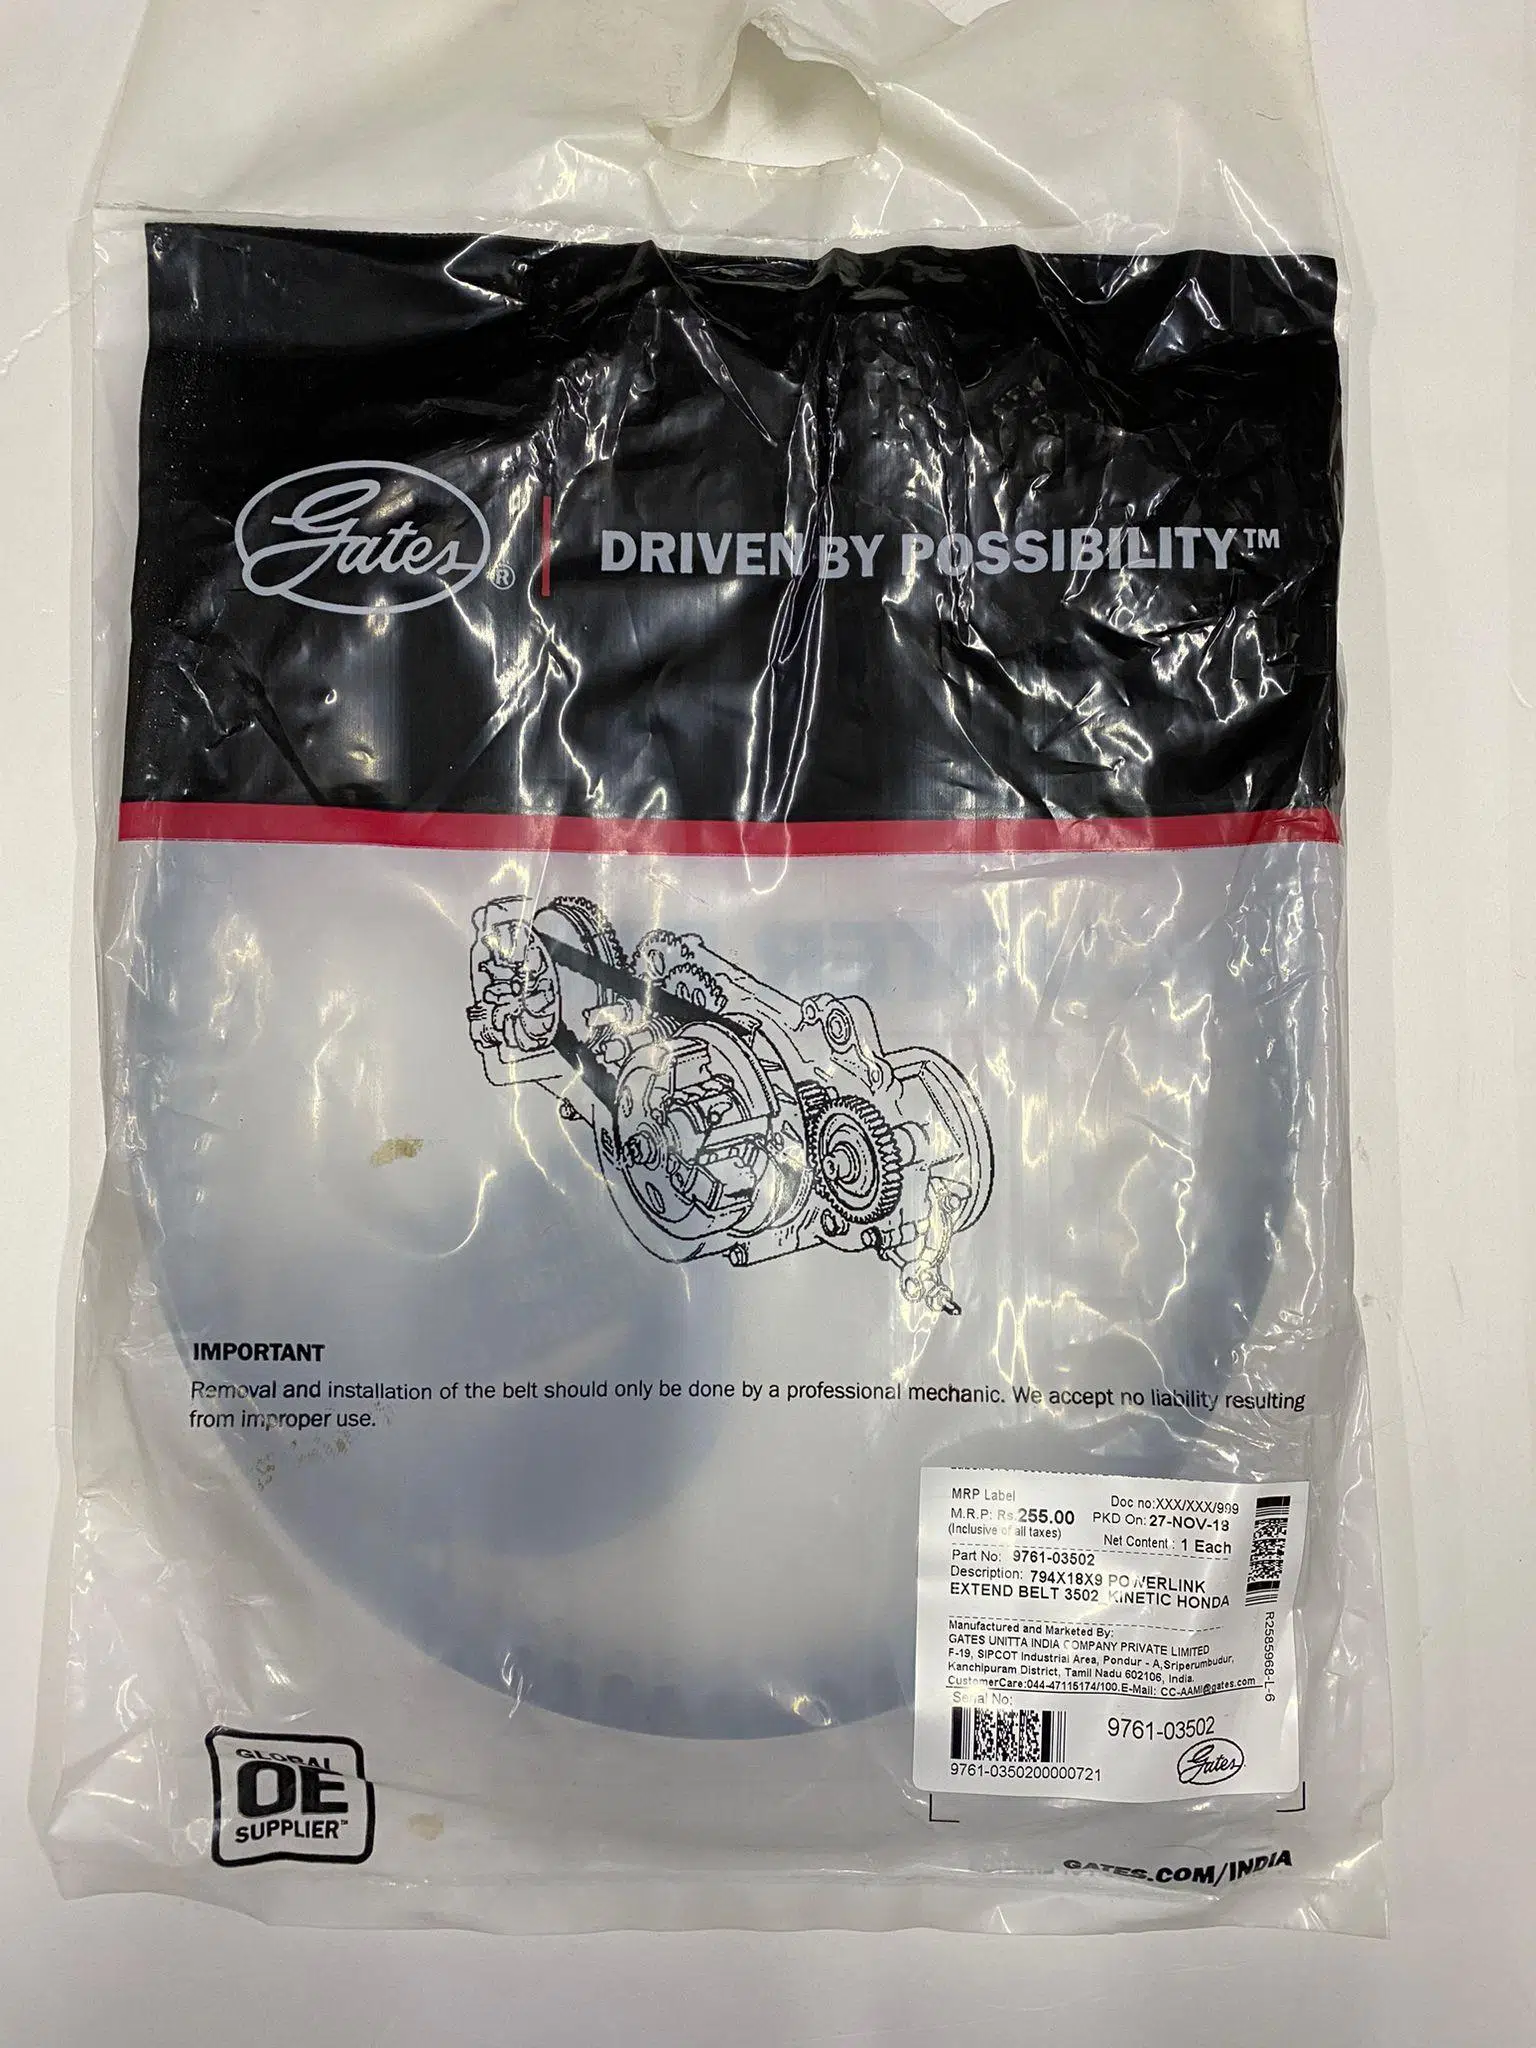 Gates ®
DRIVEN BY POSSIBILITY™
IMPORTANT
Removal and installation of the belt should only be done by a professional mechanic. We accept no liability resulting
from improper use.
MRP Label
Doc no:XXX/XXX/999
M.R.P: Rs.255.00
PKD On: 27-NOV-18
(Inclusive of all taxes)
Net Content : 1 Each
Part No: 9761-03502
Description: 794X18X9 POWERLINK
EXTEND BELT 3502 KINETIC HONDA
R2585968-L-6
Manufactured and Marketed By:
GATES UNITTA INDIA COMPANY PRIVATE LIMITED
F-19, SIPCOT Industrial Area, Pondur - A,Sriperumbudur,
Kanchipuram District, Tamil Nadu 602106, India.
CustomerCare:044-47115174/100.E-Mail: CC-AAMI@gates.com
Serial No:
9761-03502
Gates
9761-0350200000721
GLOBAL
OE
SUPPLIER™
GATES.COM/INDIA